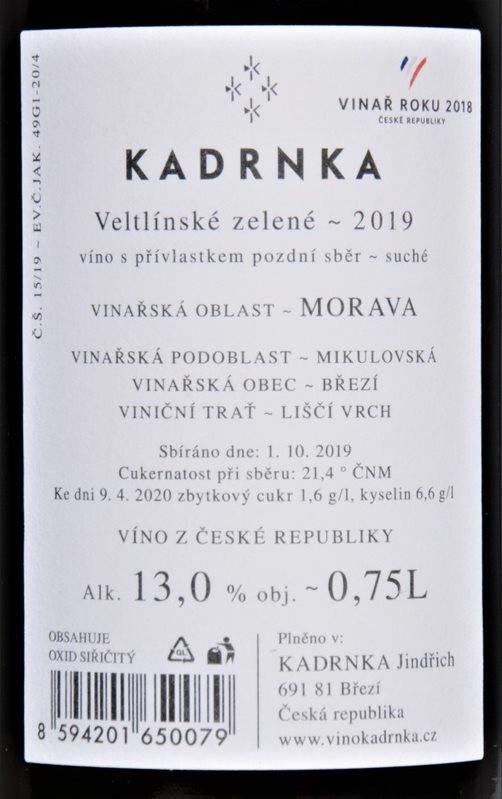 VINAŘ ROKU 2018
ČESKÉ REPUBLIKY
KADRNKA
Veltlínské zelené ~ 2019
víno s přívlastkem pozdní sběr ~ suché
VINAŘSKÁ OBLAST ~ MORAVA
VINAŘSKÁ PODOBLAST ~ MIKULOVSKÁ
VINAŘSKÁ OBEC ~ BŘEZÍ
VINIČNÍ TRAŤ ~ LIŠČÍ VRCH
Sbíráno dne: 1. 10. 2019
Cukernatost při sběru: 21,4 ° ČNM
Ke dni 9. 4. 2020 zbytkový cukr 1,6 g/l, kyselin 6,6 g/l
VÍNO Z ČESKÉ REPUBLIKY
Alk. 13,0 % obj. ~ 0,75L
OBSAHUJE
OXID SIŘIČITÝ
GL
8 594201 650079
Plněno v:
KADRNKA Jindřich
691 81 Březí
Česká republika
www.vinokadrnka.cz
Č.Š. 15/19 ~ EV.Č.JAK. 49G1-20/4